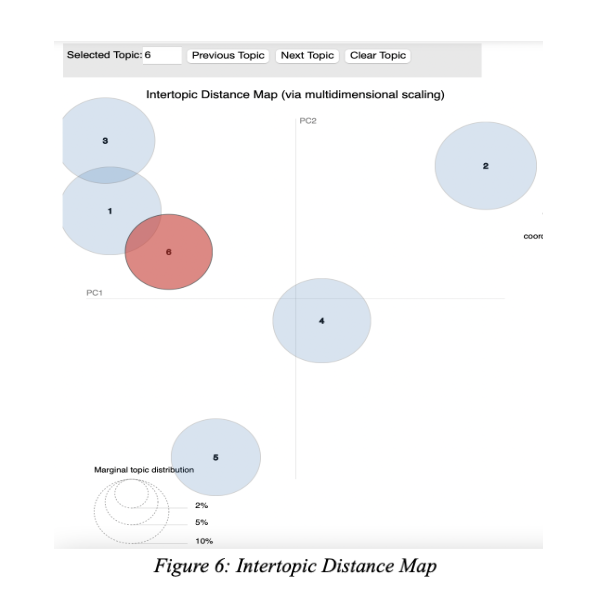 Selected Topic: 6 Previous Topic Next Topic Clear Topic
Intertopic Distance Map (via multidimensional scaling)
PC2
3
2
1
coord
6
PC1
4
5
Marginal topic distribution
2%
5%
10%
Figure 6: Intertopic Distance Map